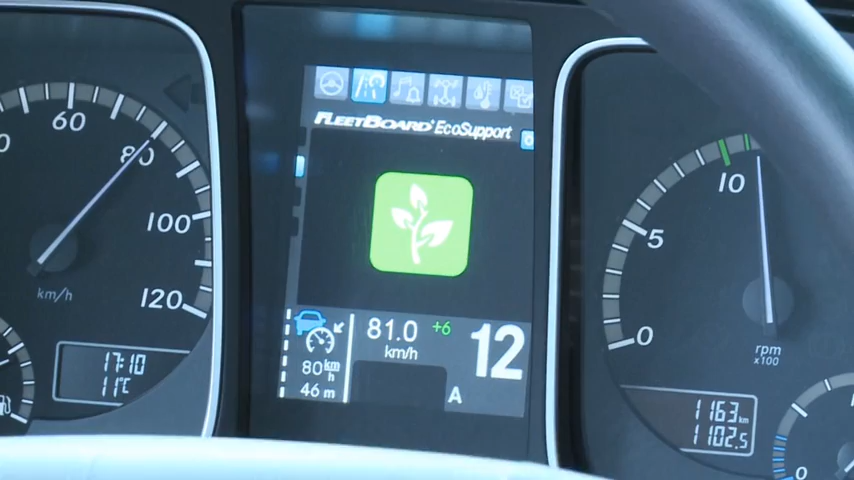 60
80
100
120
km/h
17:10
11°C
FLEETBOARD® EcoSupport
81.0 +6
km/h
80 km/h
46 m
12
A
0
5
10
rpm
x100
1163 km
1102.5
0